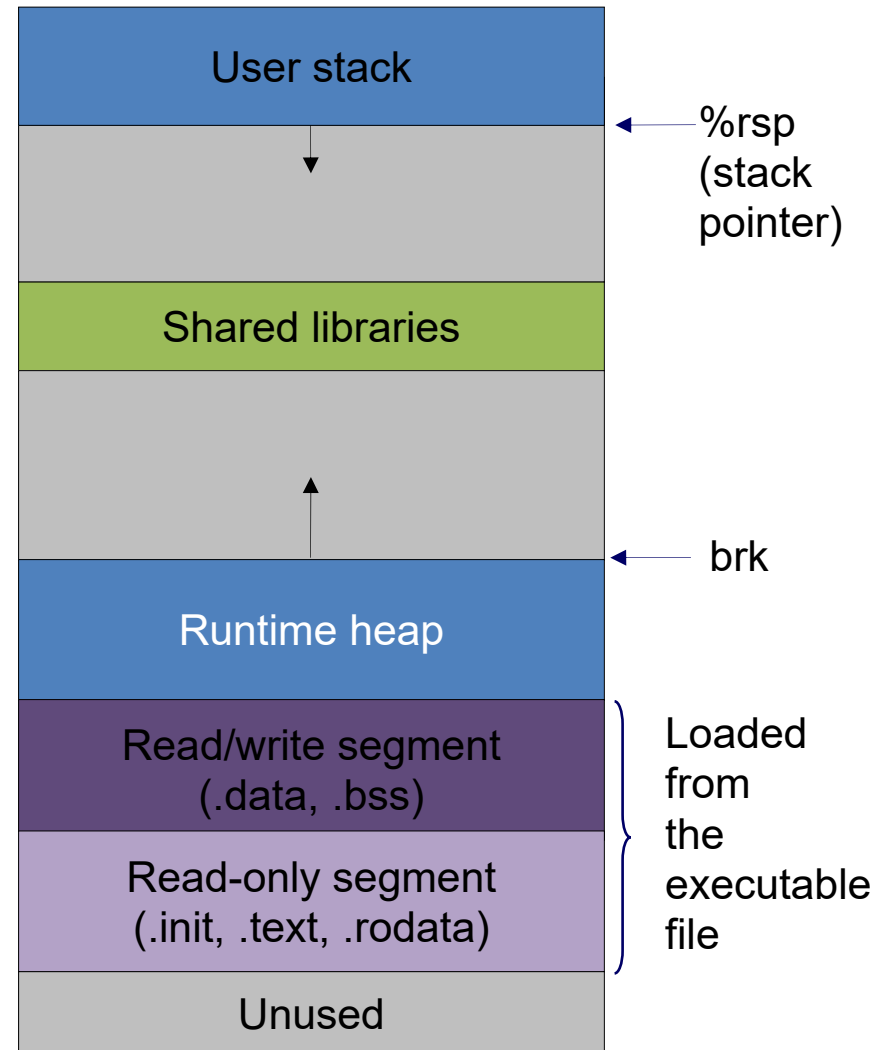 User stack
%rsp
(stack
pointer)
Shared libraries
brk
Runtime heap
Read/write segment
(.data, .bss)
Read-only segment
(.init, .text, .rodata)
Loaded
from
the
executable
file
Unused